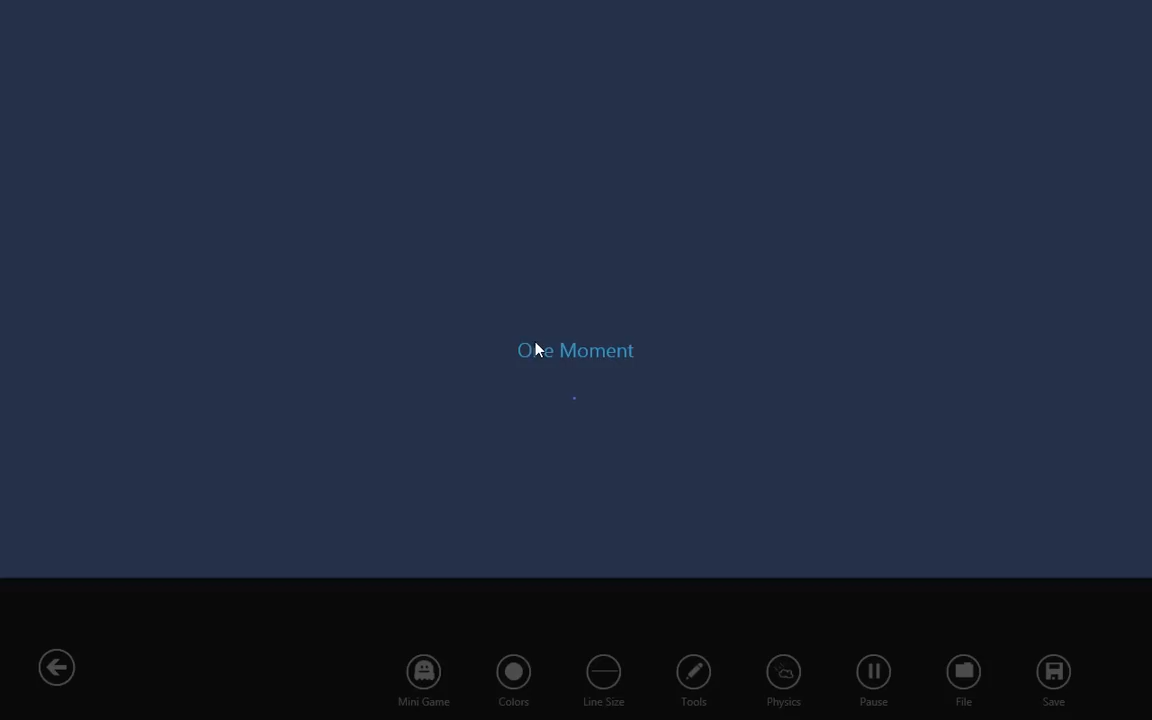 One Moment
Mini Game
Colors
Line Size
Tools
Physics
Pause
File
Save